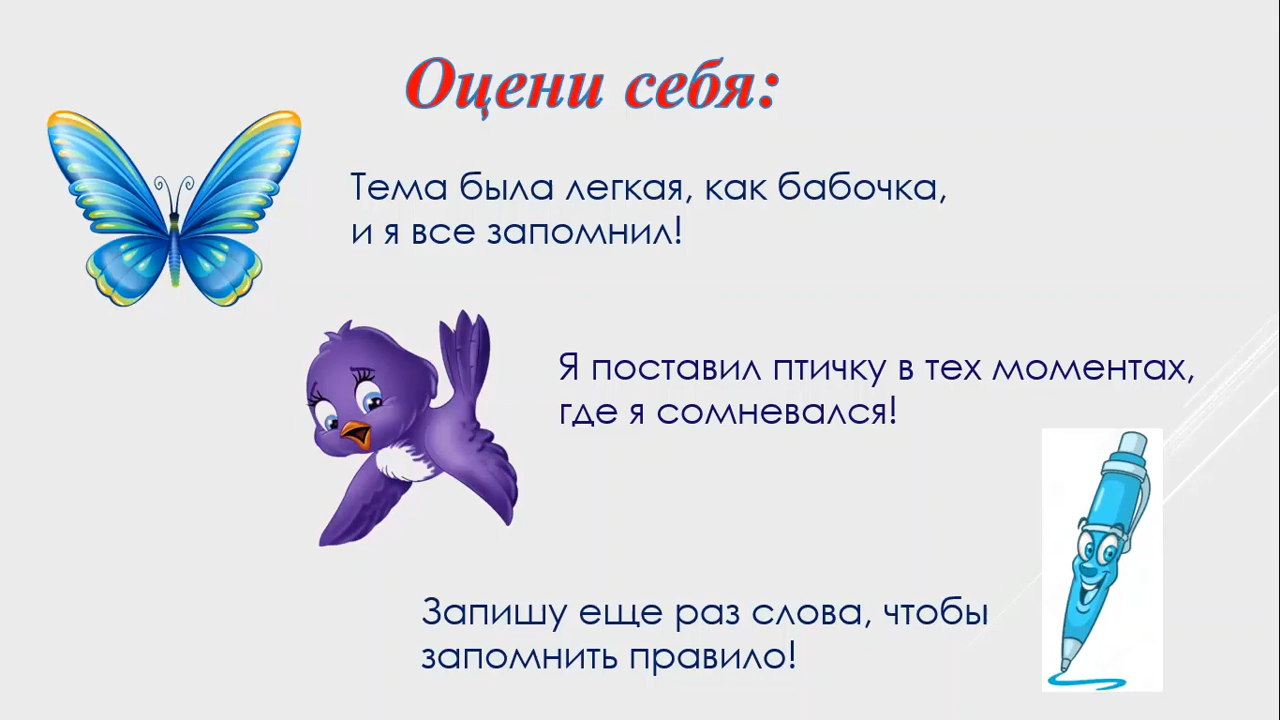 Оцени себя:
Тема была легкая, как бабочка,
и я все запомнил!
Я поставил птичку в тех моментах,
где я сомневался!
Запишу еще раз слова, чтобы
запомнить правило!